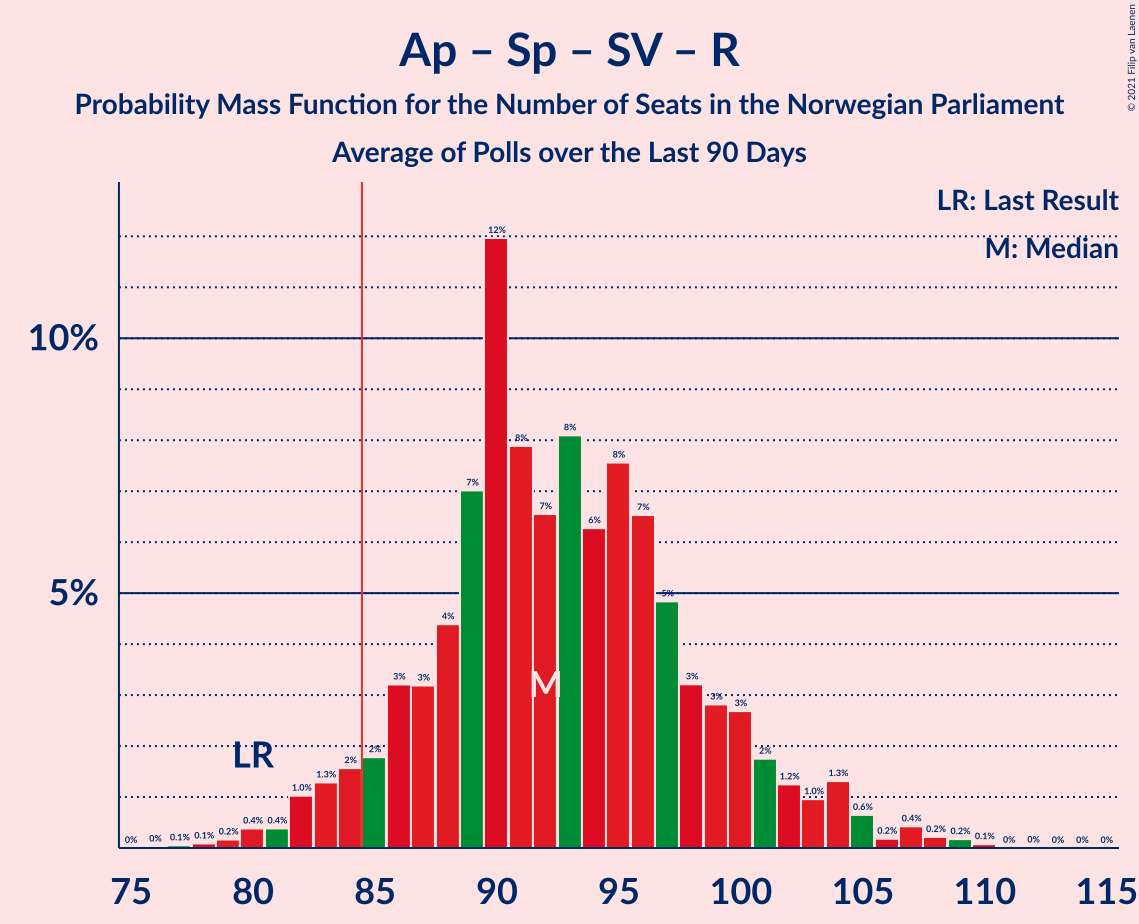 Ap – Sp – SV – R
Probability Mass Function for the Number of Seats in the Norwegian Parliament
Average of Polls over the Last 90 Days
© 2021 Filip van Laenen
LR: Last Result
M: Median
10%
5%
LR
M
0% 0% 0.1% 0.1% 0.2% 0.4% 0.4% 1.0% 1.3% 2% 2% 3% 3% 4% 7% 12% 8% 7% 8% 6% 8% 7% 5% 3% 3% 3% 2% 1.2% 1.0% 1.3% 0.6% 0.2% 0.4% 0.2% 0.2% 0.1% 0% 0% 0% 0% 0%
75 80 85 90 95 100 105 110 115